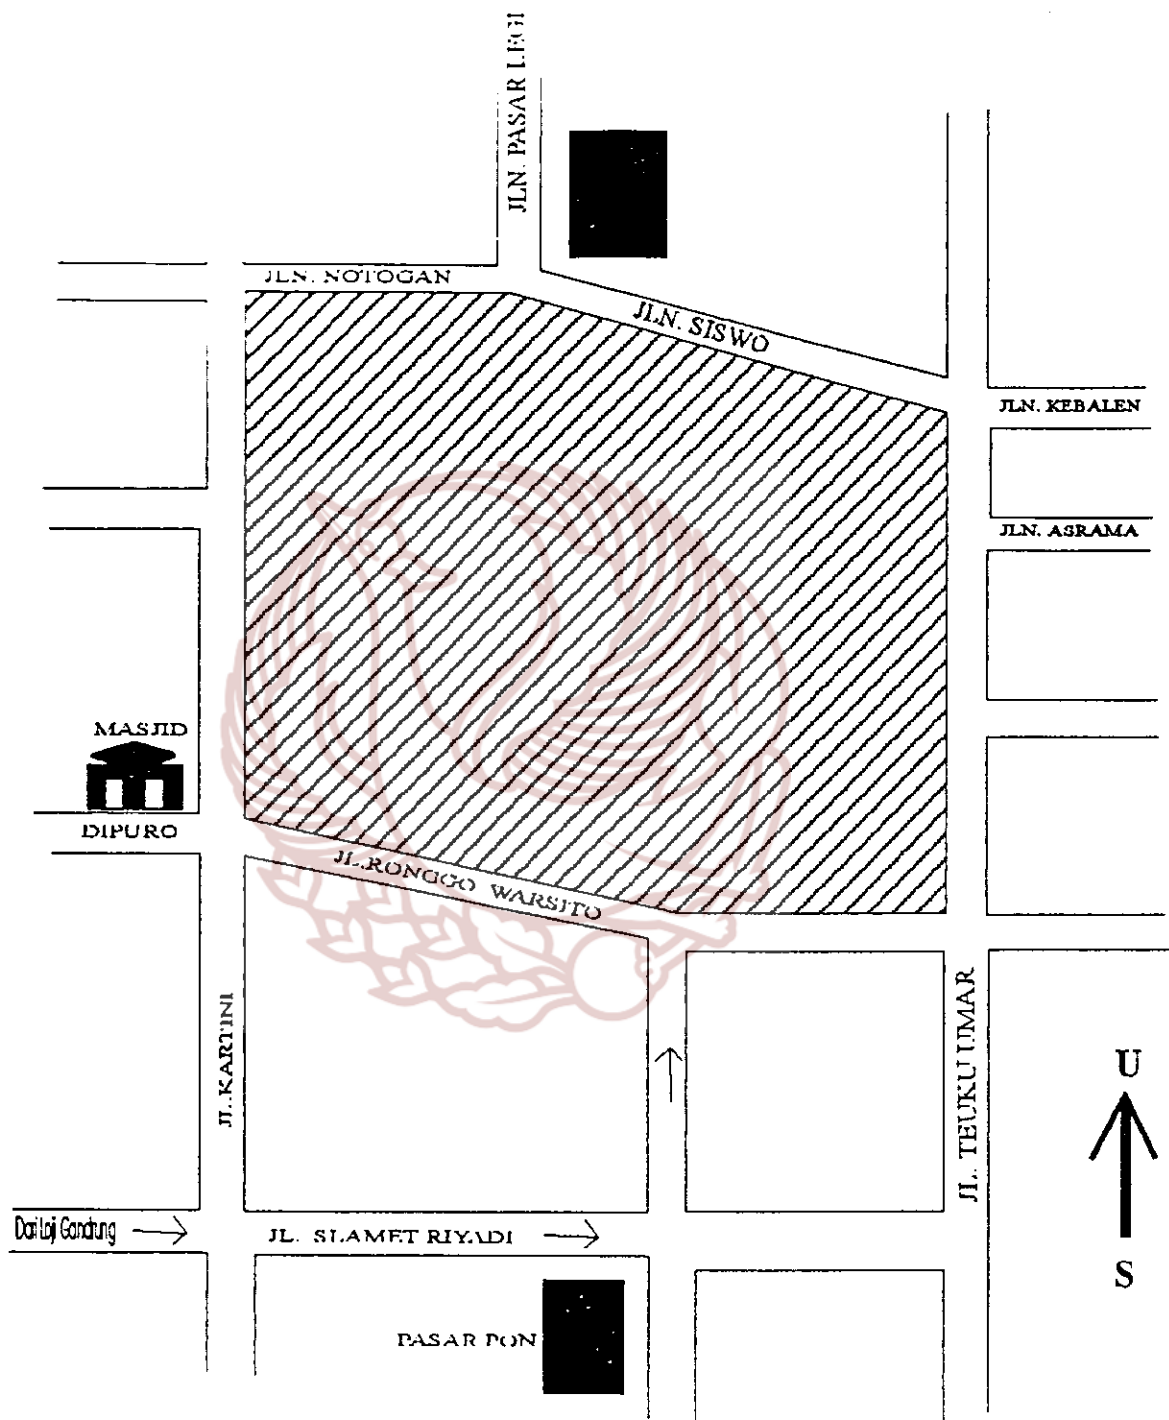 JLN. PASAR LEGI
JLN. NOTOGAN
JLN. SISWO
JLN. KEBALEN
JLN. ASRAMA
MASJID
DIPURO
JL.RONGGO WARSITO
JL.KARTINI
JL. TEUKU UMAR
U
S
Dari Loji Gandrung
JL. SLAMET RIYADI
PASAR PON